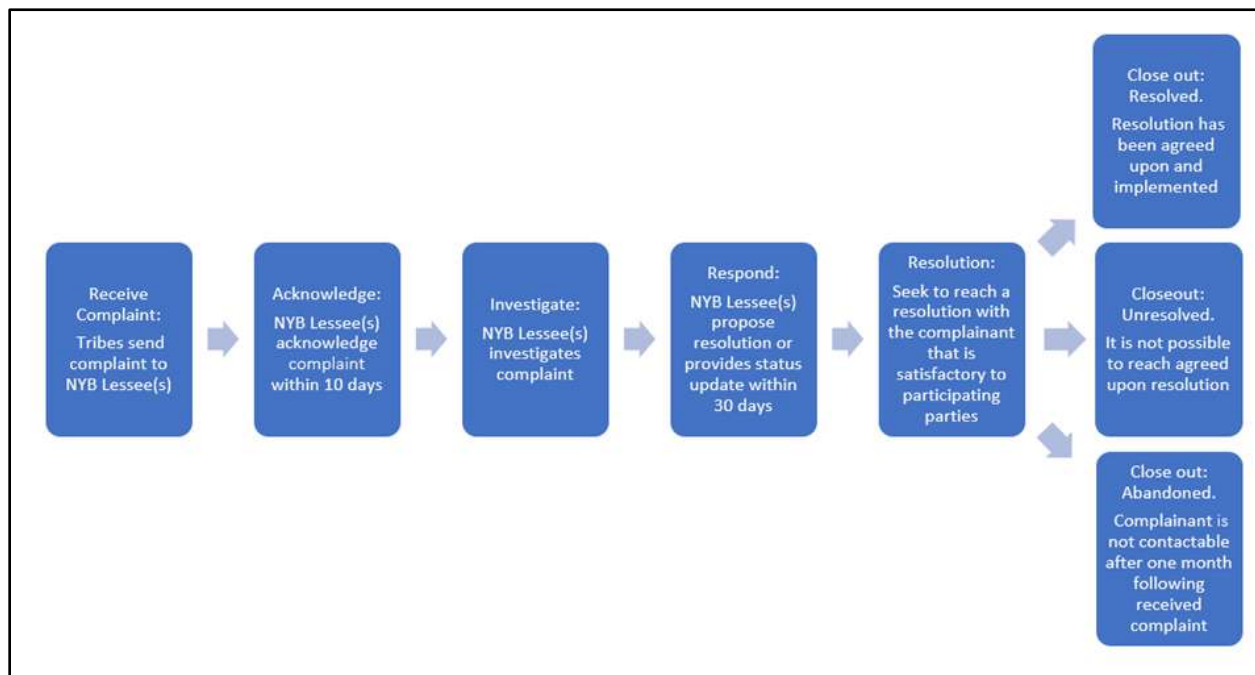 Receive
Complaint:
Tribes send
complaint to
NYB Lessee(s)
Acknowledge:
NYB Lessee(s)
acknowledge
complaint
within 10 days
Investigate:
NYB Lessee(s)
investigates
complaint
Respond:
NYB Lessee(s)
propose
resolution or
provides status
update within
30 days
Resolution:
Seek to reach a
resolution with
the complainant
that is
satisfactory to
participating
parties
Close out:
Resolved.
Resolution has
been agreed
upon and
implemented
Closeout:
Unresolved.
It is not possible
to reach agreed
upon resolution
Close out:
Abandoned.
Complainant is
not contactable
after one month
following
received
complaint